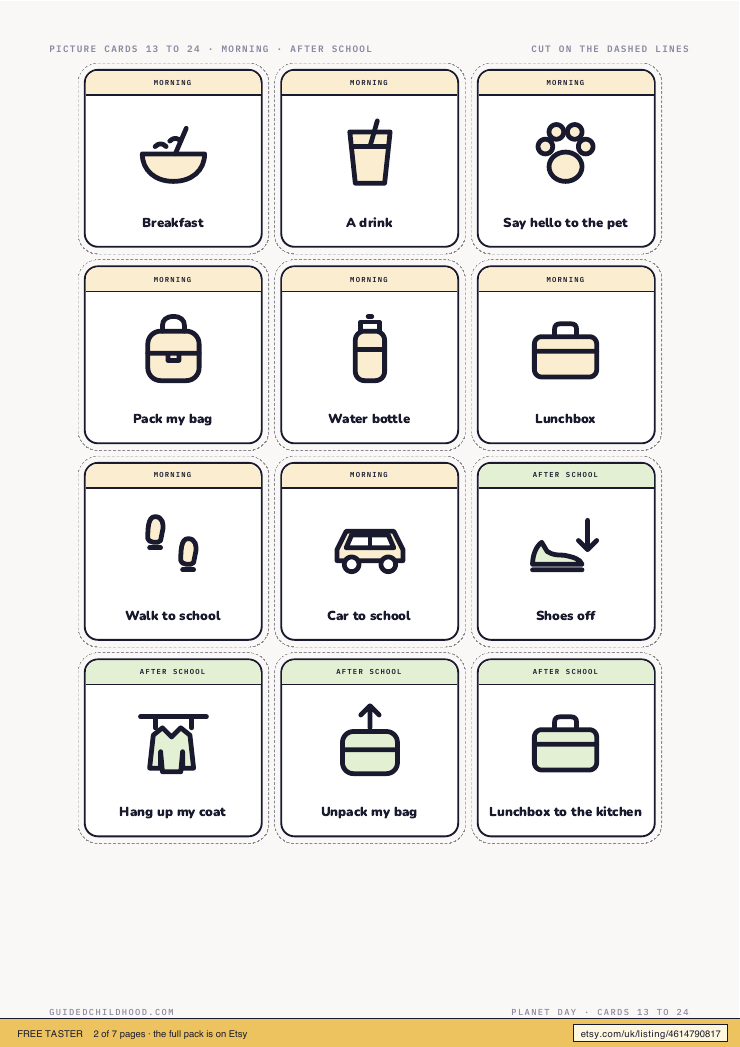 PICTURE CARDS 13 TO 24 · MORNING · AFTER SCHOOL
CUT ON THE DASHED LINES
MORNING
Breakfast
MORNING
A drink
MORNING
Say hello to the pet
MORNING
Pack my bag
MORNING
Water bottle
MORNING
Lunchbox
MORNING
Walk to school
MORNING
Car to school
AFTER SCHOOL
Shoes off
AFTER SCHOOL
Hang up my coat
AFTER SCHOOL
Unpack my bag
AFTER SCHOOL
Lunchbox to the kitchen
GUIDEDCHILDHOOD.COM
PLANET DAY · CARDS 13 TO 24
FREE TASTER 2 of 7 pages · the full pack is on Etsy
etsy.com/uk/listing/4614790817